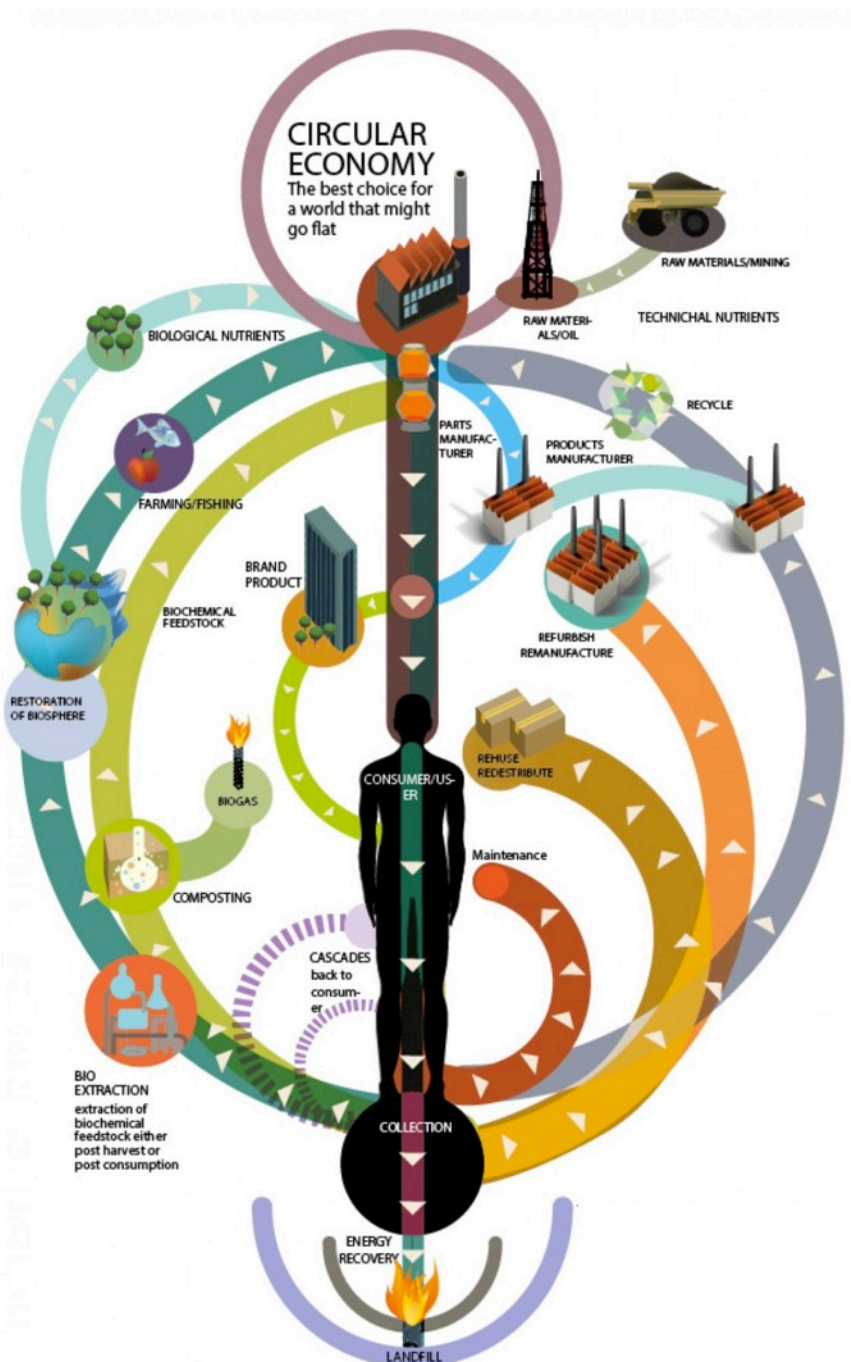 CIRCULAR
ECONOMY
The best choice for
a world that might
go flat
RAW MATERIALS/MINING
RAW MATERI-
ALS/OIL
TECHNICHAL NUTRIENTS
BIOLOGICAL NUTRIENTS
RECYCLE
PARTS
MANUFAC-
TURER
PRODUCTS
MANUFACTURER
FARMING/FISHING
BRAND
PRODUCT
BIOCHEMICAL
FEEDSTOCK
REFURBISH
REMANUFACTURE
RESTORATION
OF BIOSPHERE
REHUSE
REDESTRIBUTE
CONSUMER/US-
ER
BIOGAS
Maintenance
COMPOSTING
CASCADES
back to
consum-
er
BIO
EXTRACTION
extraction of
biochemical
feedstock either
post harvest or
post consumption
COLLECTION
ENERGY
RECOVERY
LANDFILL